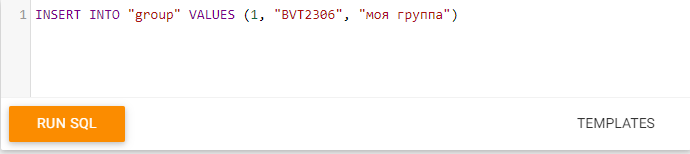 1 INSERT INTO "group" VALUES (1, "BVT2306", "моя группа")
RUN SQL
TEMPLATES